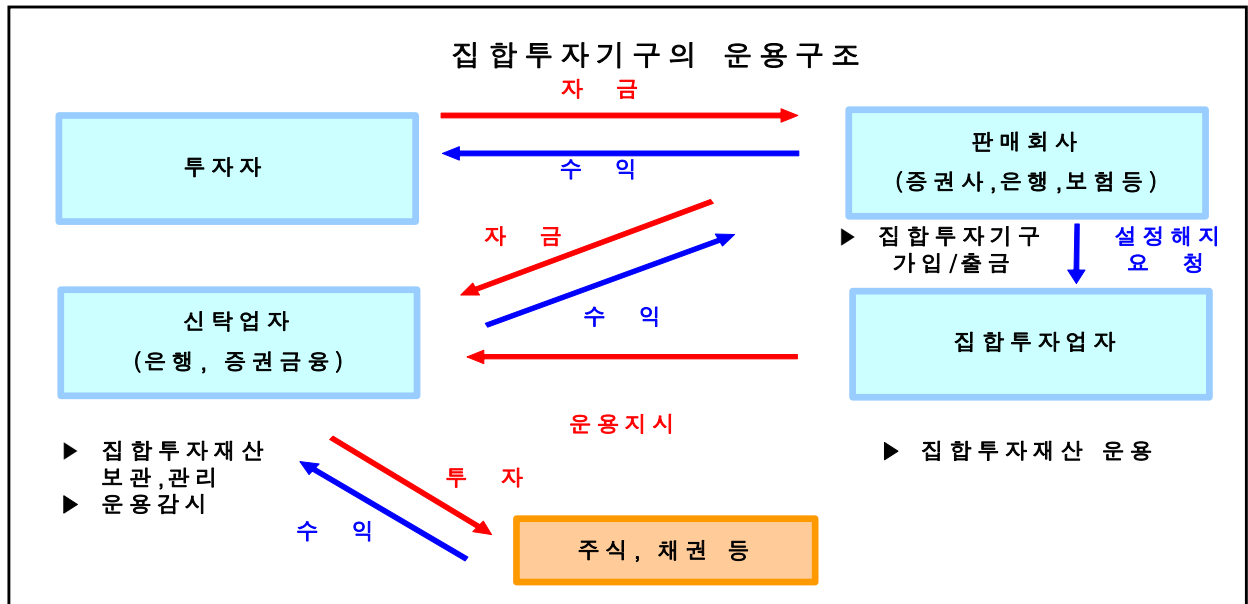 집합투자기구의 운용구조
자 금
투자자
수 익
판매회사
(증권사,은행,보험등)
자 금
▶ 집합투자기구
가입/출금
설정해지
요 청
신탁업자
(은행, 증권금융)
수 익
집합투자업자
운용지시
▶ 집합투자재산
보관,관리
▶ 운용감시
▶ 집합투자재산 운용
투 자
수 익
주식, 채권 등